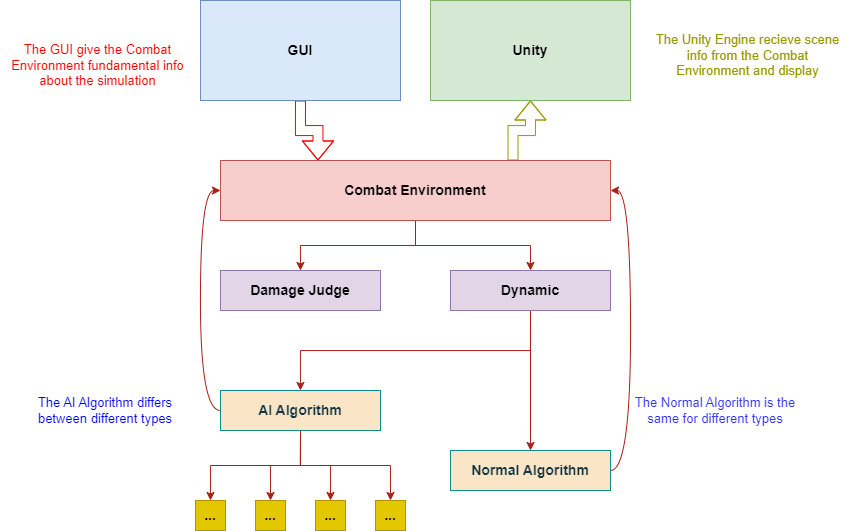 GUI
Unity
The GUI give the Combat
Environment fundamental info
about the simulation
The Unity Engine recieve scene
info from the Combat
Environment and display
Combat Environment
Damage Judge
Dynamic
The AI Algorithm differs
between different types
AI Algorithm
The Normal Algorithm is the
same for different types
Normal Algorithm
...
...
...
...